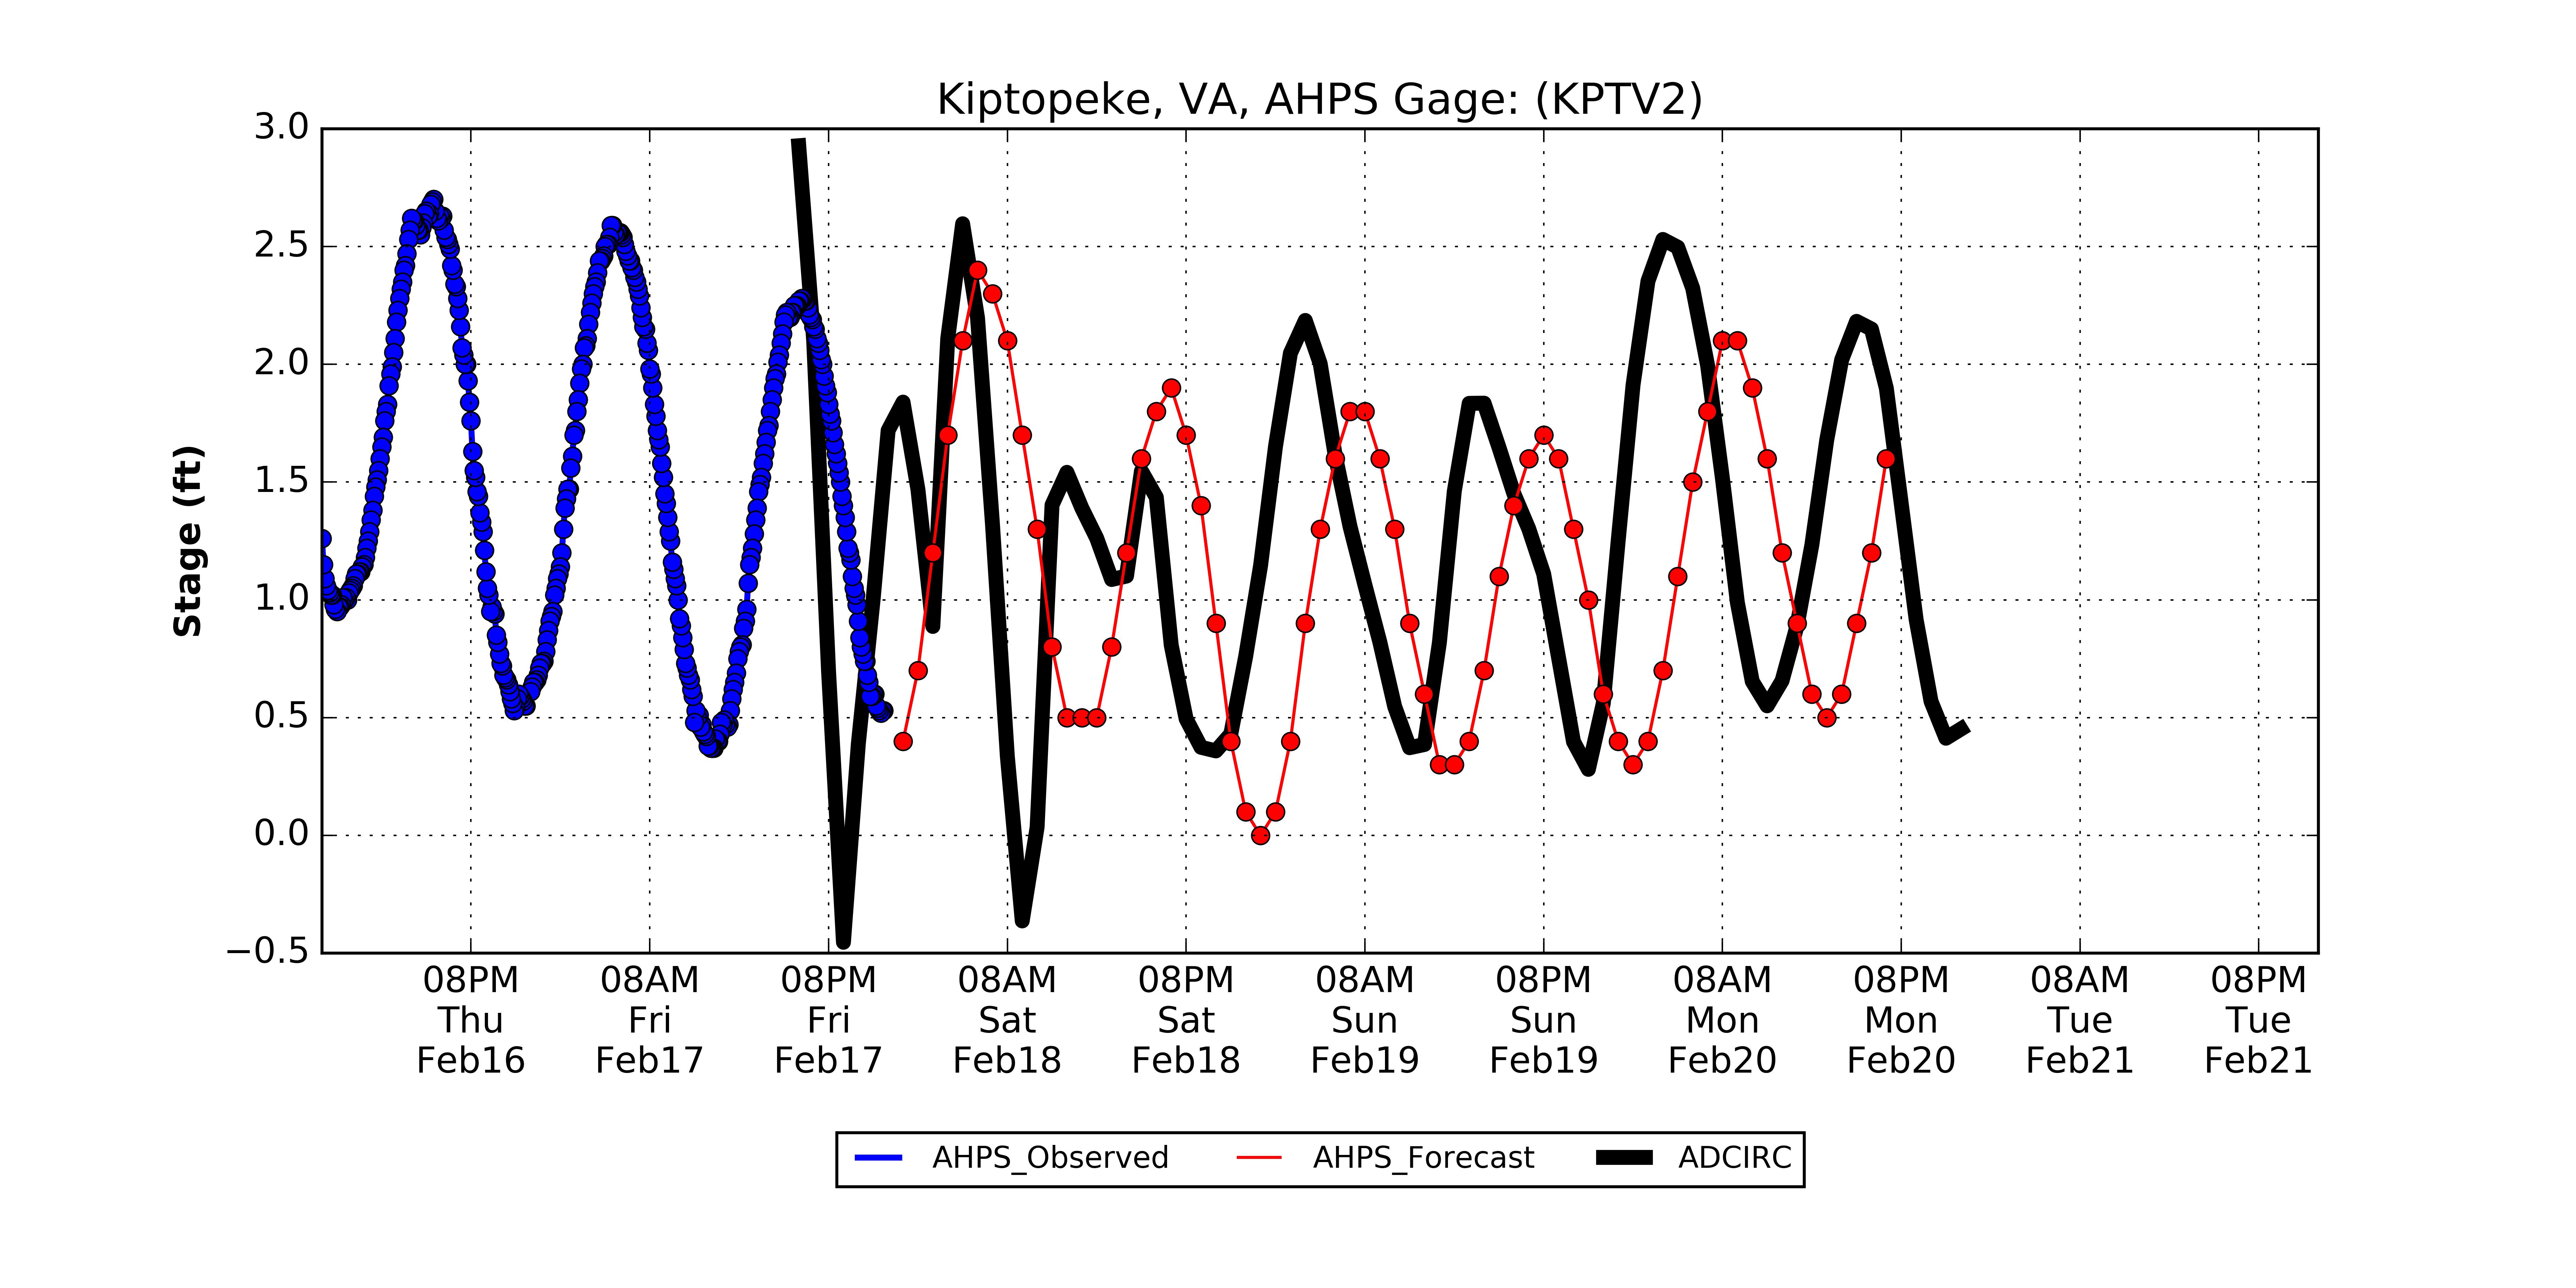 Kiptopeke, VA, AHPS Gage: (KPTV2)
Stage (ft)
3.0
2.5
2.0
1.5
1.0
0.5
0.0
−0.5
08PM 08AM 08PM 08AM 08PM 08AM 08PM 08AM 08PM 08AM 08PM
Thu Fri Fri Sat Sat Sun Sun Mon Mon Tue Tue
Feb16 Feb17 Feb17 Feb18 Feb18 Feb19 Feb19 Feb20 Feb20 Feb21 Feb21
AHPS_Observed AHPS_Forecast ADCIRC